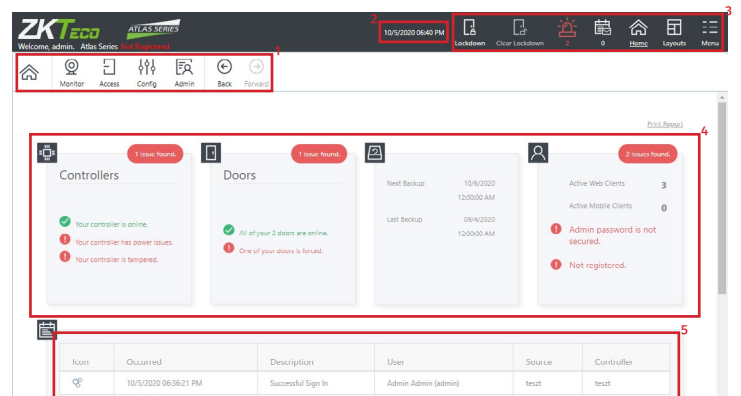 3
2
ZKTeco ATLAS SERIES
10/5/2020 06:40 PM
Lockdown Clear Lockdown 2 0 Home Layouts Menu
Welcome, admin. Atlas Series Not Registered
1
Monitor Access Config Admin Back Forward
Print Report
4
1 issue found. 1 issue found. 2 issues found.
Controllers
Your controller is online.
Your controller has power issues.
Your controller is tampered.
Doors
All of your 2 doors are online.
One of your doors is forced.
Next Backup 10/6/2020
12:00:00 AM
Last Backup 09/4/2020
12:00:00 AM
Active Web Clients 3
Active Mobile Clients 0
Admin password is not
secured.
Not registered.
5
Icon Occurred Description User Source Controller
10/5/2020 06:36:21 PM Successful Sign In Admin Admin (admin) teszt teszt